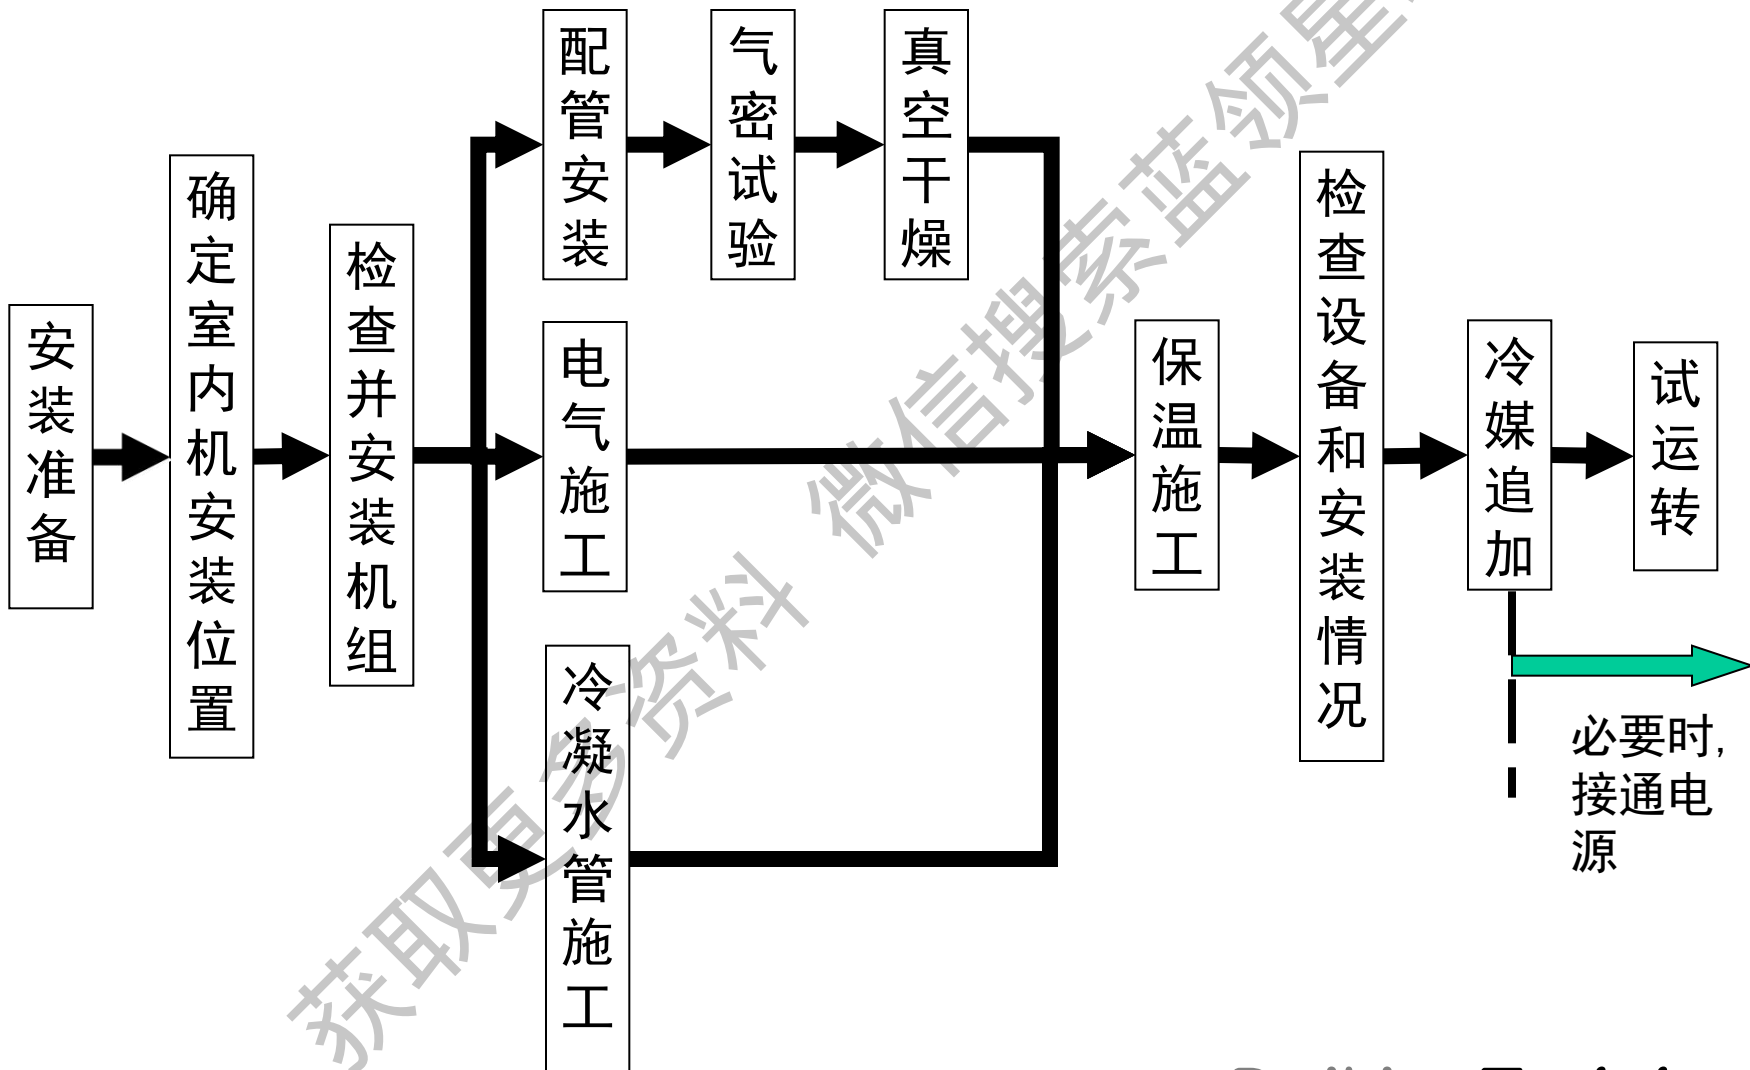 安装准备
确定室内机安装位置
检查并安装机组
配管安装
气密试验
真空干燥
电气施工
冷凝水管施工
保温施工
检查设备和安装情况
冷媒追加
试运转
必要时,
接通电
源
获取更多资料 微信搜索蓝领星